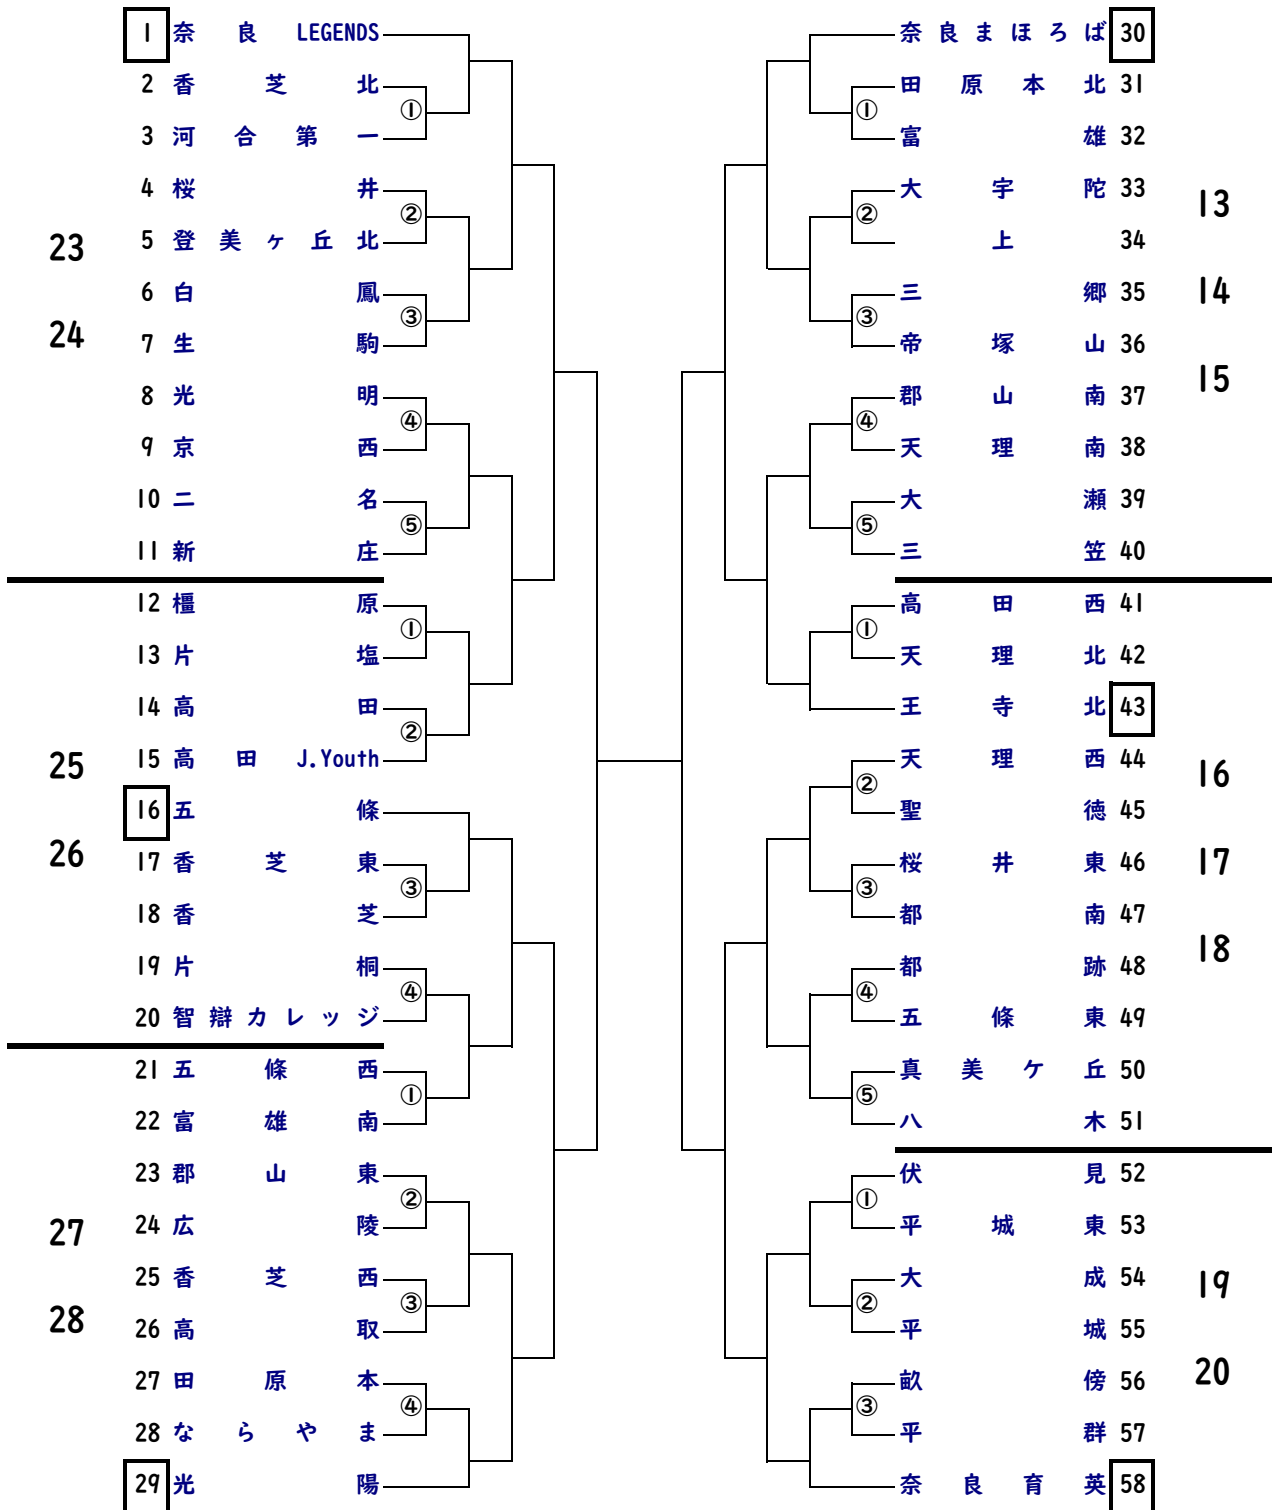 1 奈良LEGENDS
2 香芝北
①
3 河合第一
4 桜井
②
5 登美ヶ丘北
23
6 白鳳
③
24
7 生駒
8 光明
④
9 京西
10 二名
⑤
11 新庄
12 橿原
①
13 片塩
14 高田
②
15 高田J.Youth
25
16 五條
26
17 香芝東
③
18 香芝
19 片桐
④
20 智辯カレッジ
21 五條西
①
22 富雄南
23 郡山東
②
24 広陵
27
25 香芝西
③
28
26 高取
27 田原本
④
28 ならやま
29 光陽
奈良まほろば 30
田原本北 31
①
富雄 32
大宇陀 33
②
13
上 34
三郷 35
14
③
帝塚山 36
15
郡山南 37
④
天理南 38
大瀬 39
⑤
三笠 40
高田西 41
①
天理北 42
王寺北 43
天理西 44
②
16
聖徳 45
桜井東 46
17
③
都南 47
18
都跡 48
④
五條東 49
真美ケ丘 50
⑤
八木 51
伏見 52
①
平城東 53
大成 54
19
②
平城 55
20
畝傍 56
③
平群 57
奈良育英 58